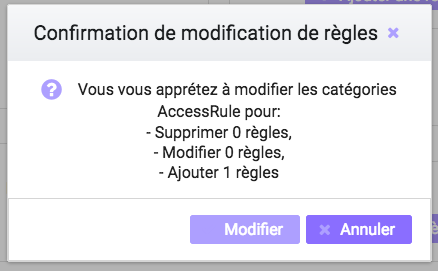 Confirmation de modification de règles
Vous vous apprétez à modifier les catégories
AccessRule pour:
- Supprimer 0 règles,
- Modifier 0 règles,
- Ajouter 1 règles
Modifier
Annuler